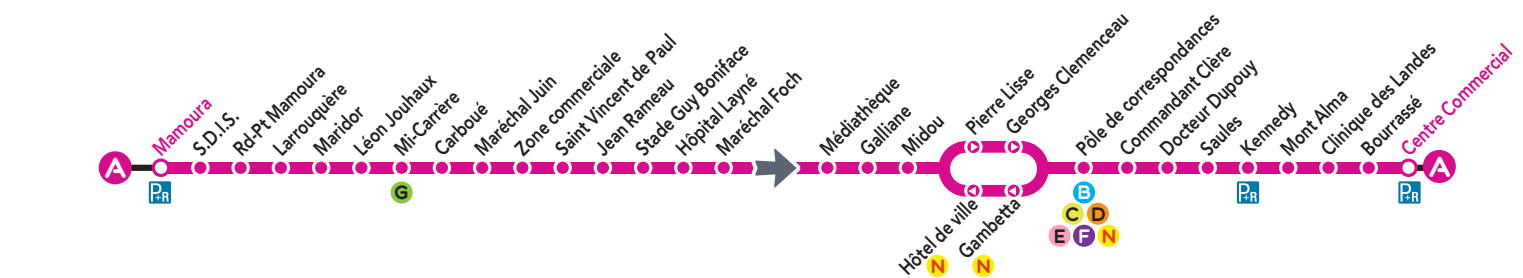 A
Mamoura
P+R
S.D.I.S.
Rd-Pt Mamoura
Larrouquère
Maridor
Léon Jouhaux
Mi-Carrère
G
Carboué
Maréchal Juin
Zone commerciale
Saint Vincent de Paul
Jean Rameau
Stade Guy Boniface
Hôpital Layné
Maréchal Foch
Médiathèque
Galliane
Midou
Pierre Lisse
Georges Clemenceau
Hôtel de ville
N
Gambetta
N
Pôle de correspondances
B
C D
E F N
Commandant Clère
Docteur Dupouy
Saules
Kennedy
P+R
Mont Alma
Clinique des Landes
Bourrassé
Centre Commercial
P+R
A